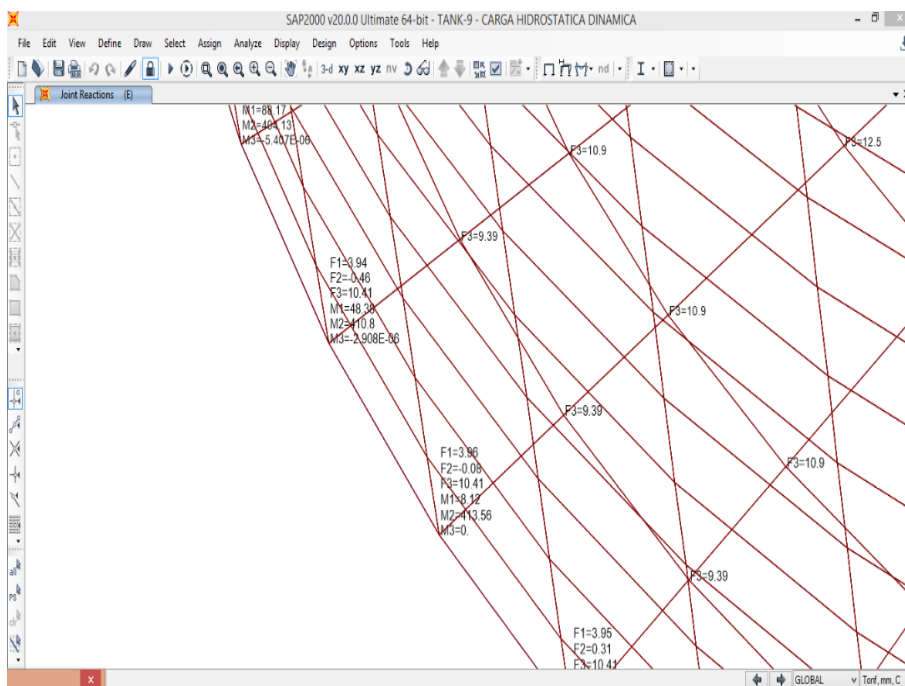 SAP2000 v20.0.0 Ultimate 64-bit - TANK-9 - CARGA HIDROSTATICA DINAMICA
File Edit View Define Draw Select Assign Analyze Display Design Options Tools Help
3-d xy xz yz nv nd
Joint Reactions (E)
M1=88.17
M2=404.13
M3=-5.407E-06
F3=10.9
F3=12.5
F3=9.39
F1=3.94
F2=-0.46
F3=10.41
M1=48.38
M2=410.8
M3=-2.908E-06
F3=10.9
F3=9.39
F1=3.96
F2=-0.08
F3=10.41
M1=8.12
M2=413.56
M3=0.
F3=10.9
F3=9.39
F1=3.95
F2=0.31
F3=10.41
all
GLOBAL
Tonf, mm, C